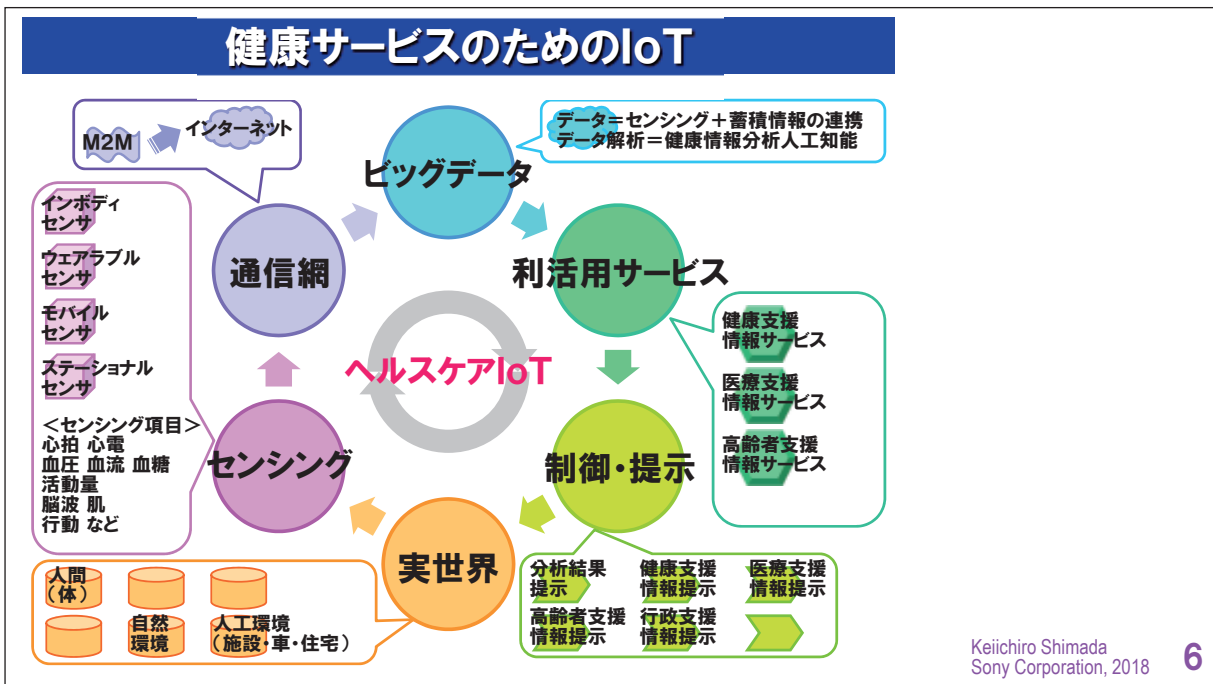 健康サービスのためのIoT
M2M
インターネット
データ=センシング+蓄積情報の連携
データ解析=健康情報分析人工知能
ビッグデータ
インボディ
センサ
ウェアラブル
センサ
モバイル
センサ
ステーショナル
センサ
<センシング項目>
心拍 心電
血圧 血流 血糖
活動量
脳波 肌
行動 など
通信網
利活用サービス
健康支援
情報サービス
医療支援
情報サービス
高齢者支援
情報サービス
ヘルスケアIoT
センシング
制御・提示
実世界
人間
(体)
自然
環境
人工環境
(施設・車・住宅)
分析結果
提示
健康支援
情報提示
医療支援
情報提示
高齢者支援
情報提示
行政支援
情報提示
Keiichiro Shimada
Sony Corporation, 2018
6